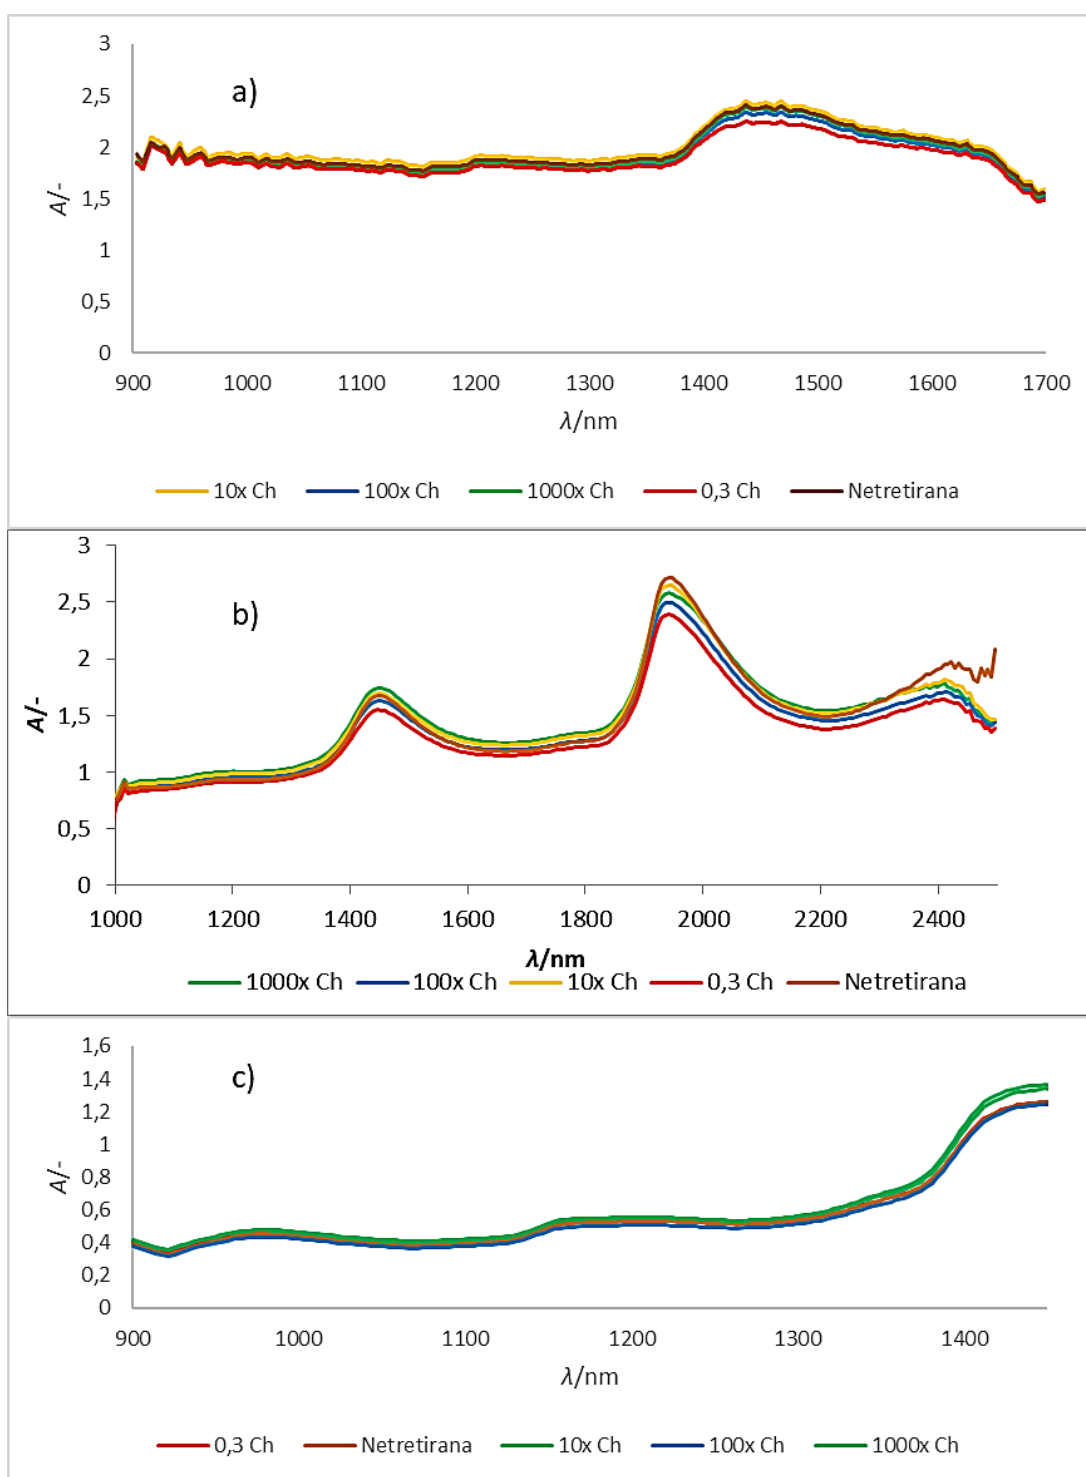 a)
3
2,5
2
1,5
1
0,5
0
A/-
900 1000 1100 1200 1300 1400 1500 1600 1700
λ/nm
10x Ch 100x Ch 1000x Ch 0,3 Ch Netretirana
b)
3
2,5
2
1,5
1
0,5
0
A/-
1000 1200 1400 1600 1800 2000 2200 2400
λ/nm
1000x Ch 100x Ch 10x Ch 0,3 Ch Netretirana
c)
1,6
1,4
1,2
1
0,8
0,6
0,4
0,2
0
A/-
900 1000 1100 1200 1300 1400
λ/nm
0,3 Ch Netretirana 10x Ch 100x Ch 1000x Ch